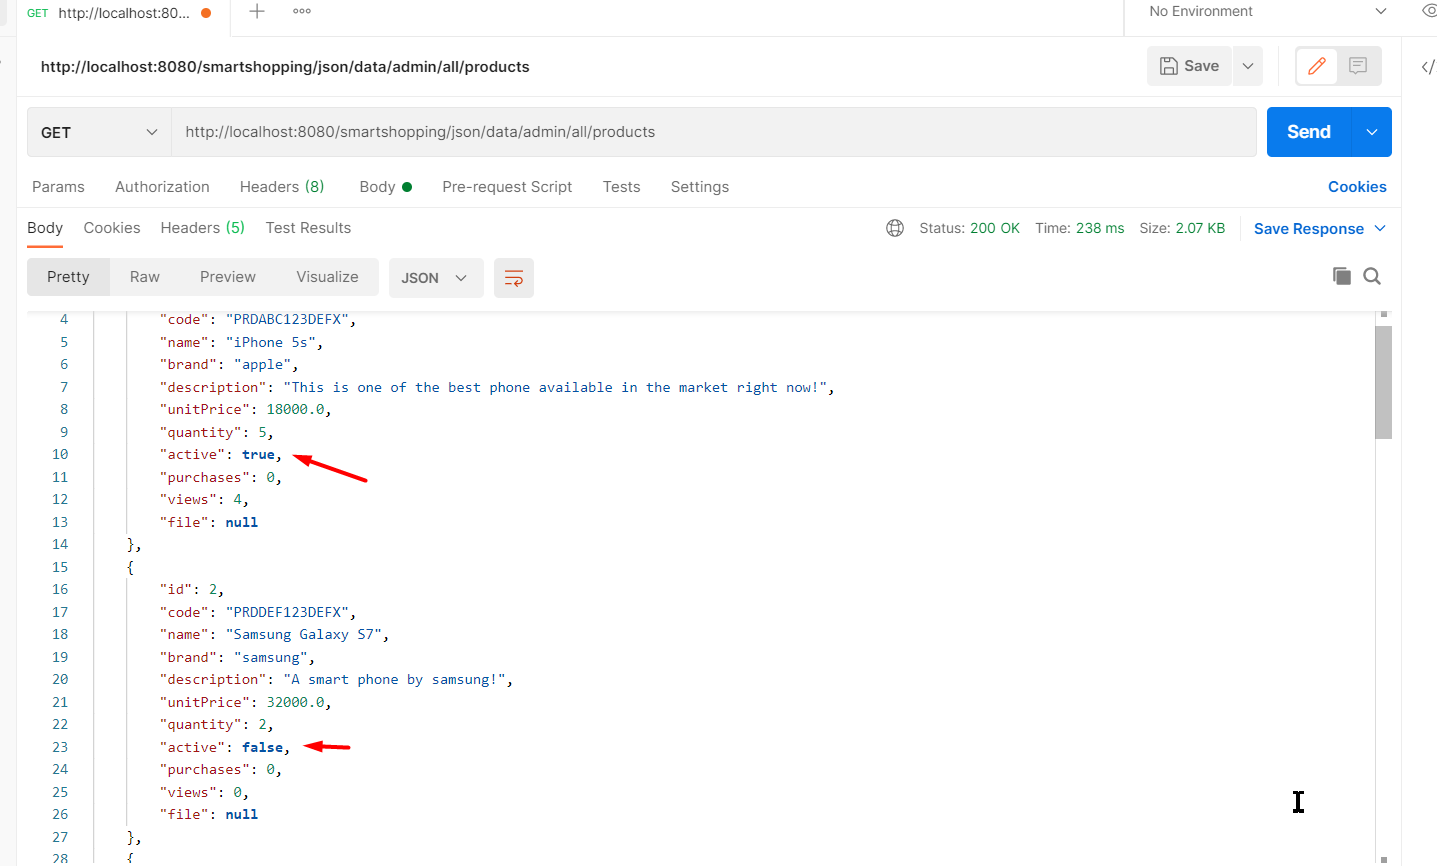 GET http://localhost:80... No Environment
http://localhost:8080/smartshopping/json/data/admin/all/products Save
GET http://localhost:8080/smartshopping/json/data/admin/all/products Send
Params Authorization Headers (8) Body Pre-request Script Tests Settings Cookies
Body Cookies Headers (5) Test Results Status: 200 OK Time: 238 ms Size: 2.07 KB Save Response
Pretty Raw Preview Visualize JSON
4 "code": "PRDABC123DEFX",
5 "name": "iPhone 5s",
6 "brand": "apple",
7 "description": "This is one of the best phone available in the market right now!",
8 "unitPrice": 18000.0,
9 "quantity": 5,
10 "active": true,
11 "purchases": 0,
12 "views": 4,
13 "file": null
14 },
15 {
16 "id": 2,
17 "code": "PRDDEF123DEFX",
18 "name": "Samsung Galaxy S7",
19 "brand": "samsung",
20 "description": "A smart phone by samsung!",
21 "unitPrice": 32000.0,
22 "quantity": 2,
23 "active": false,
24 "purchases": 0,
25 "views": 0,
26 "file": null
27 },
28 {